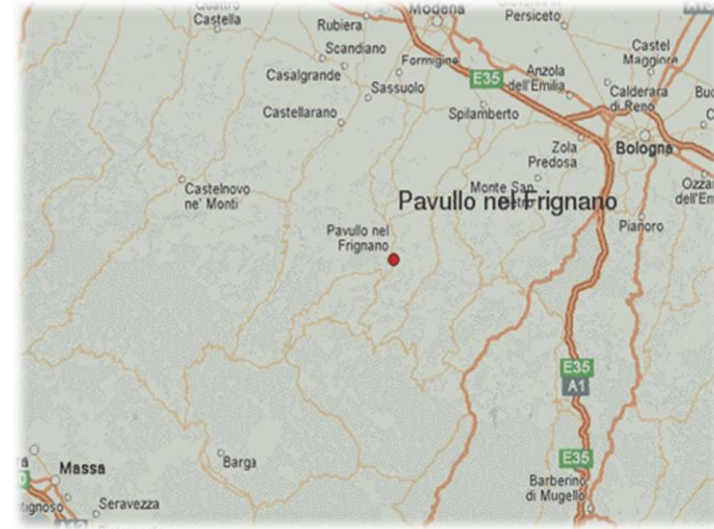 Quattro
Castella
Rubiera
Modena
Persiceto
Scandiano
Castel
Maggiore
Casalgrande
Formigine
E35
Anzola
dell'Emilia
Sassuolo
Calderara
di Reno
Castellarano
Spilamberto
Zola
Predosa
Bologna
Castelnovo
ne' Monti
Monte San
Pavullo nel Frignano
Pianoro
Pavullo nel
Frignano
E35
A1
E35
Barga
Massa
Barberino
di Mugello
Seravezza